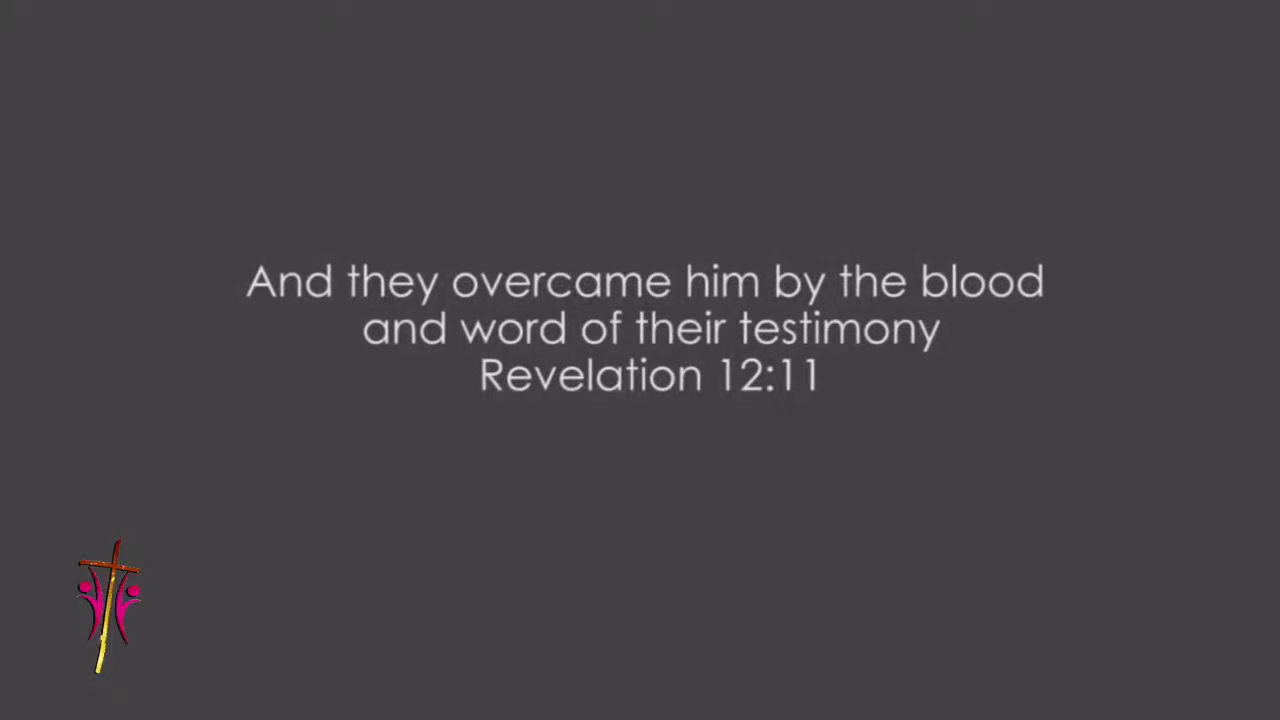 And they overcame him by the blood
and word of their testimony
Revelation 12:11